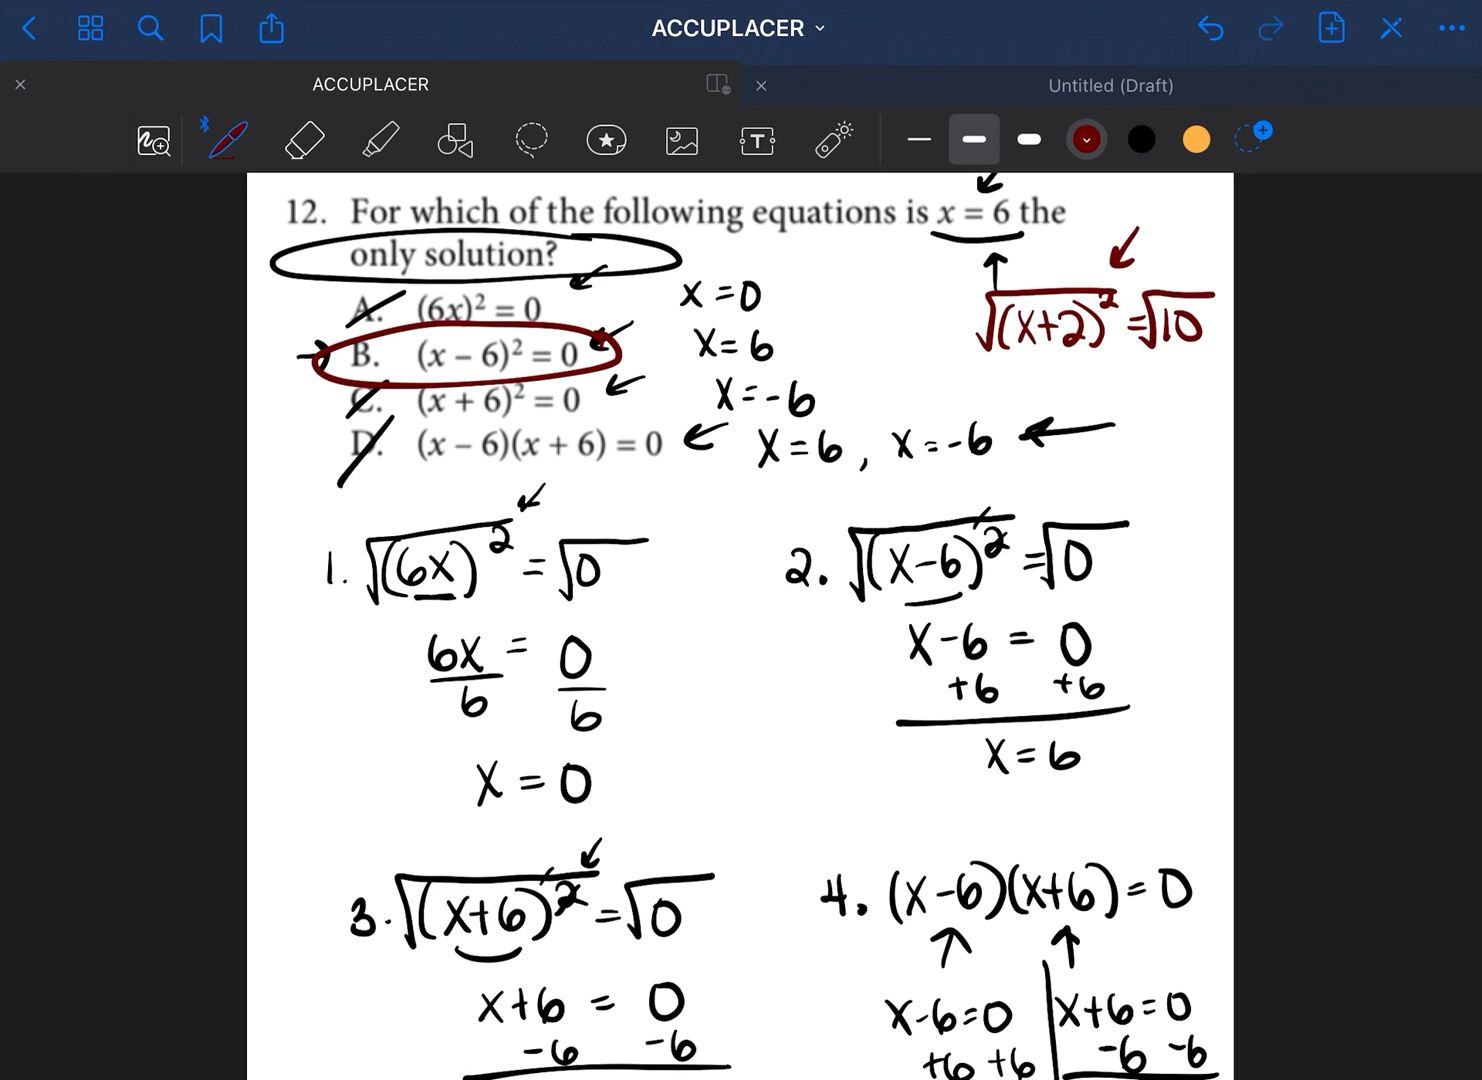 ACCUPLACER
ACCUPLACER
Untitled (Draft)
12. For which of the following equations is x = 6 the
only solution?
A. (6x)² = 0
x = 0
B. (x – 6)² = 0
x = 6
C. (x + 6)² = 0
x = -6
D. (x – 6)(x + 6) = 0
x = 6, x = -6
√(x+2)² = √10
1. √(6x)² = √0
6x = 0
6 6
x = 0
2. √(x-6)² = √0
x-6 = 0
+6 +6
x = 6
3. √(x+6)² = √0
x+6 = 0
-6 -6
4. (x-6)(x+6) = 0
x-6=0 x+6=0
+6 +6 -6 -6